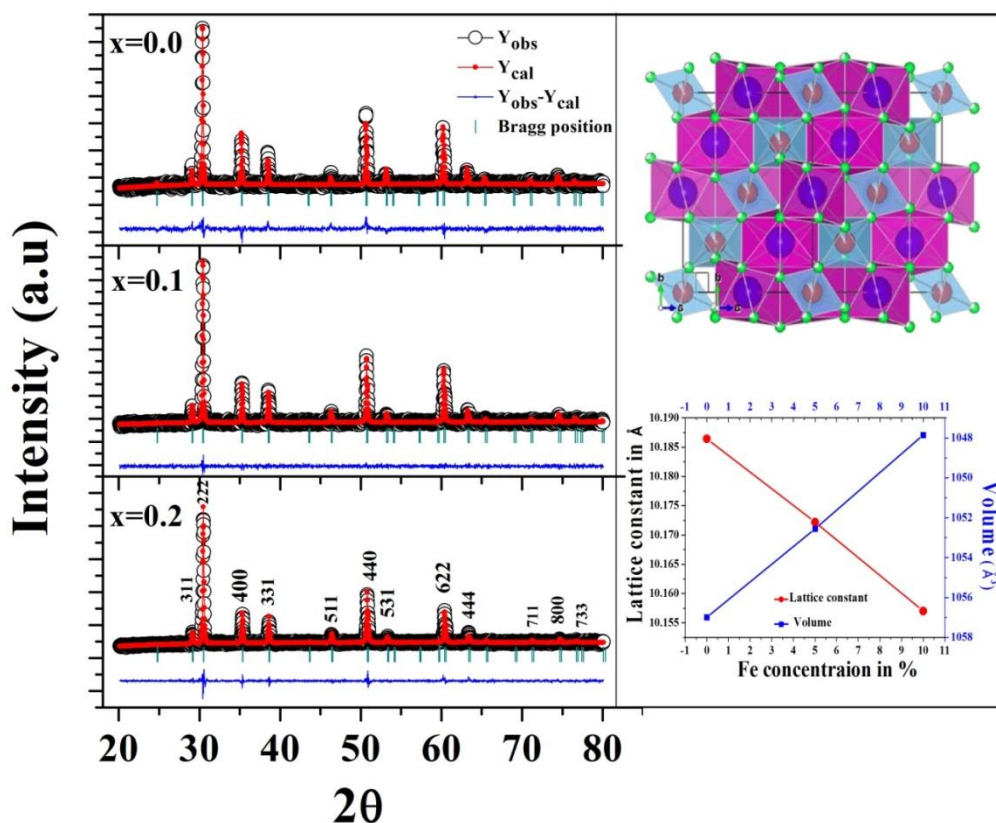 Intensity (a.u)
x=0.0
Yobs
Ycal
Yobs-Ycal
Bragg position
x=0.1
x=0.2
311
222
400
331
511
440
531
622
444
711
800
733
20 30 40 50 60 70 80
2θ
b b
-1 0 1 2 3 4 5 6 7 8 9 10 11
10.190
10.185
10.180
10.175
10.170
10.165
10.160
10.155
Lattice constant in Å
1048
1050
1052
1054
1056
1058
Volume (Å³)
Lattice constant
Volume
-1 0 1 2 3 4 5 6 7 8 9 10 11
Fe concentraion in %